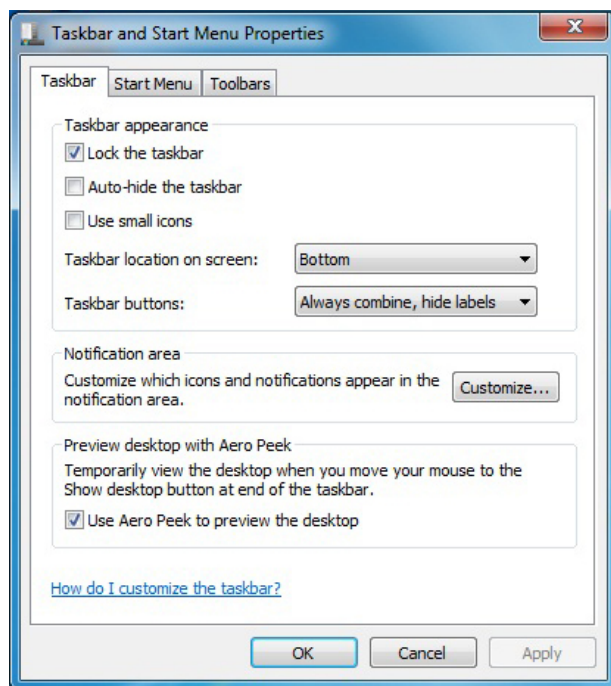 Taskbar and Start Menu Properties
Taskbar
Start Menu
Toolbars
Taskbar appearance
Lock the taskbar
Auto-hide the taskbar
Use small icons
Taskbar location on screen: Bottom
Taskbar buttons: Always combine, hide labels
Notification area
Customize which icons and notifications appear in the
notification area.
Customize...
Preview desktop with Aero Peek
Temporarily view the desktop when you move your mouse to the
Show desktop button at end of the taskbar.
Use Aero Peek to preview the desktop
How do I customize the taskbar?
OK
Cancel
Apply